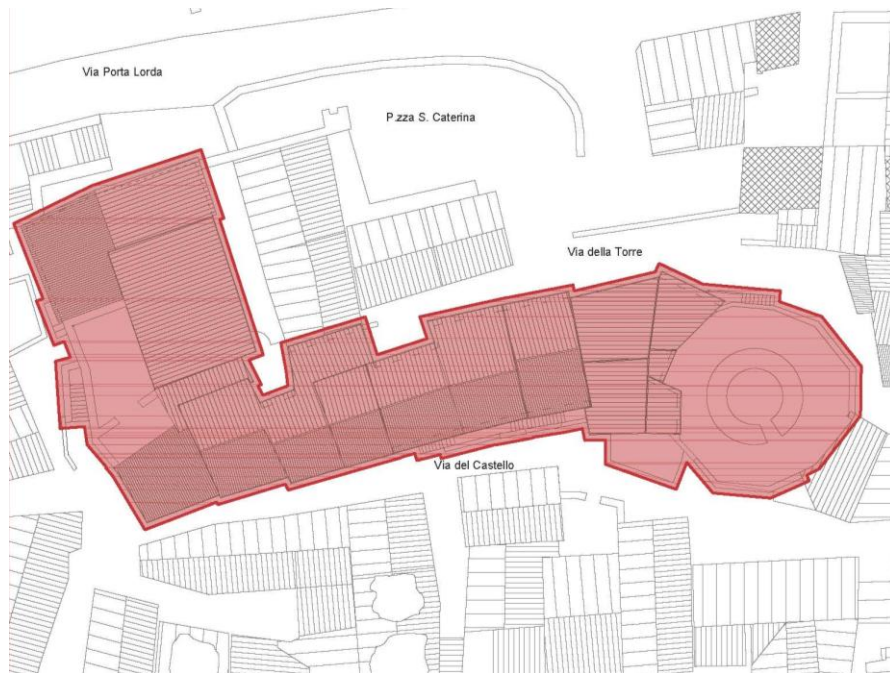 Via Porta Lorda
P.zza S. Caterina
Via della Torre
Via del Castello